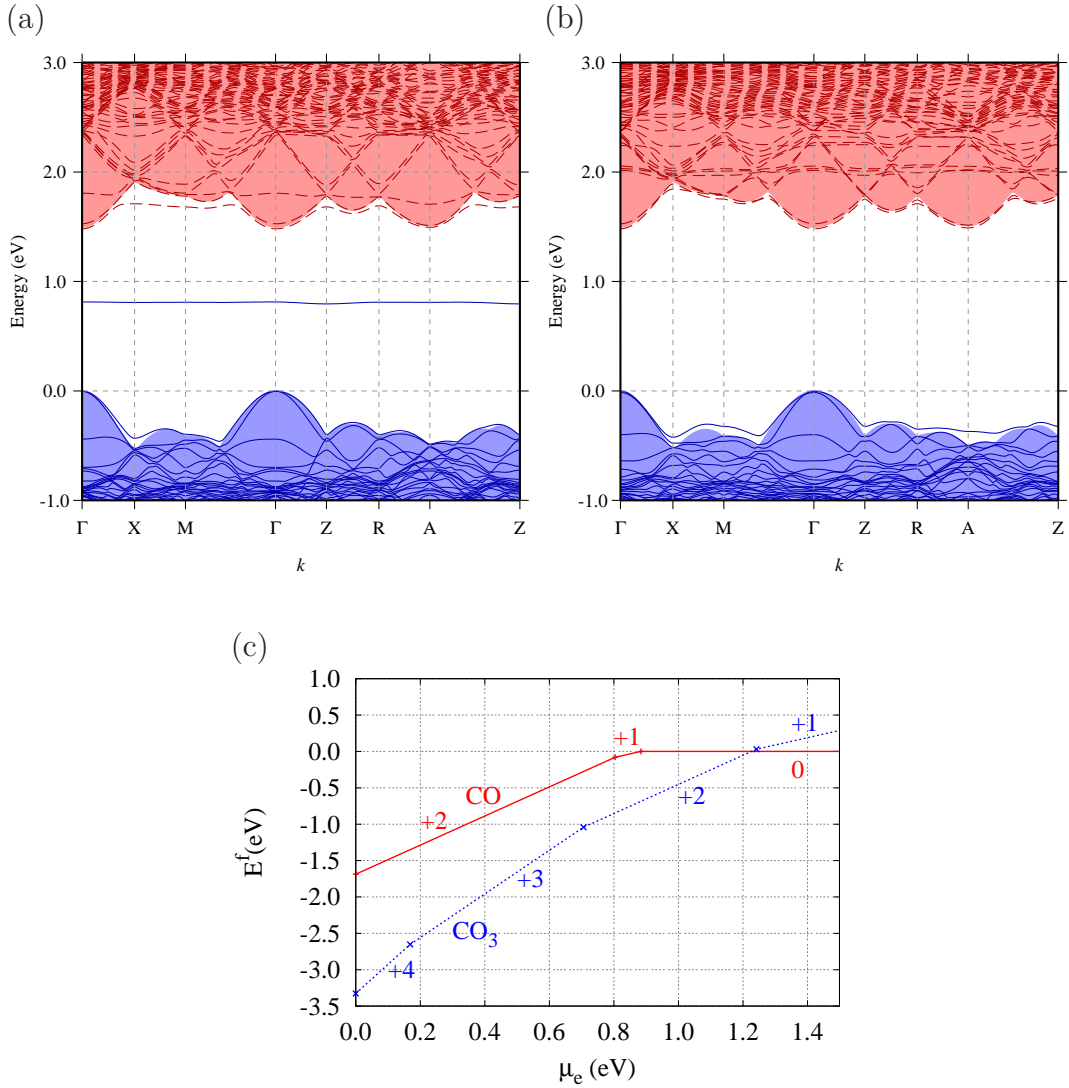 (a)
3.0
2.0
1.0
0.0
-1.0
Energy (eV)
Γ X M Γ Z R A Z
k
(b)
3.0
2.0
1.0
0.0
-1.0
Energy (eV)
Γ X M Γ Z R A Z
k
(c)
1.0
0.5
0.0
-0.5
-1.0
-1.5
-2.0
-2.5
-3.0
-3.5
E^f(eV)
+1
+1
0
CO
+2
+2
+3
CO₃
+4
0.0 0.2 0.4 0.6 0.8 1.0 1.2 1.4
μ_e (eV)